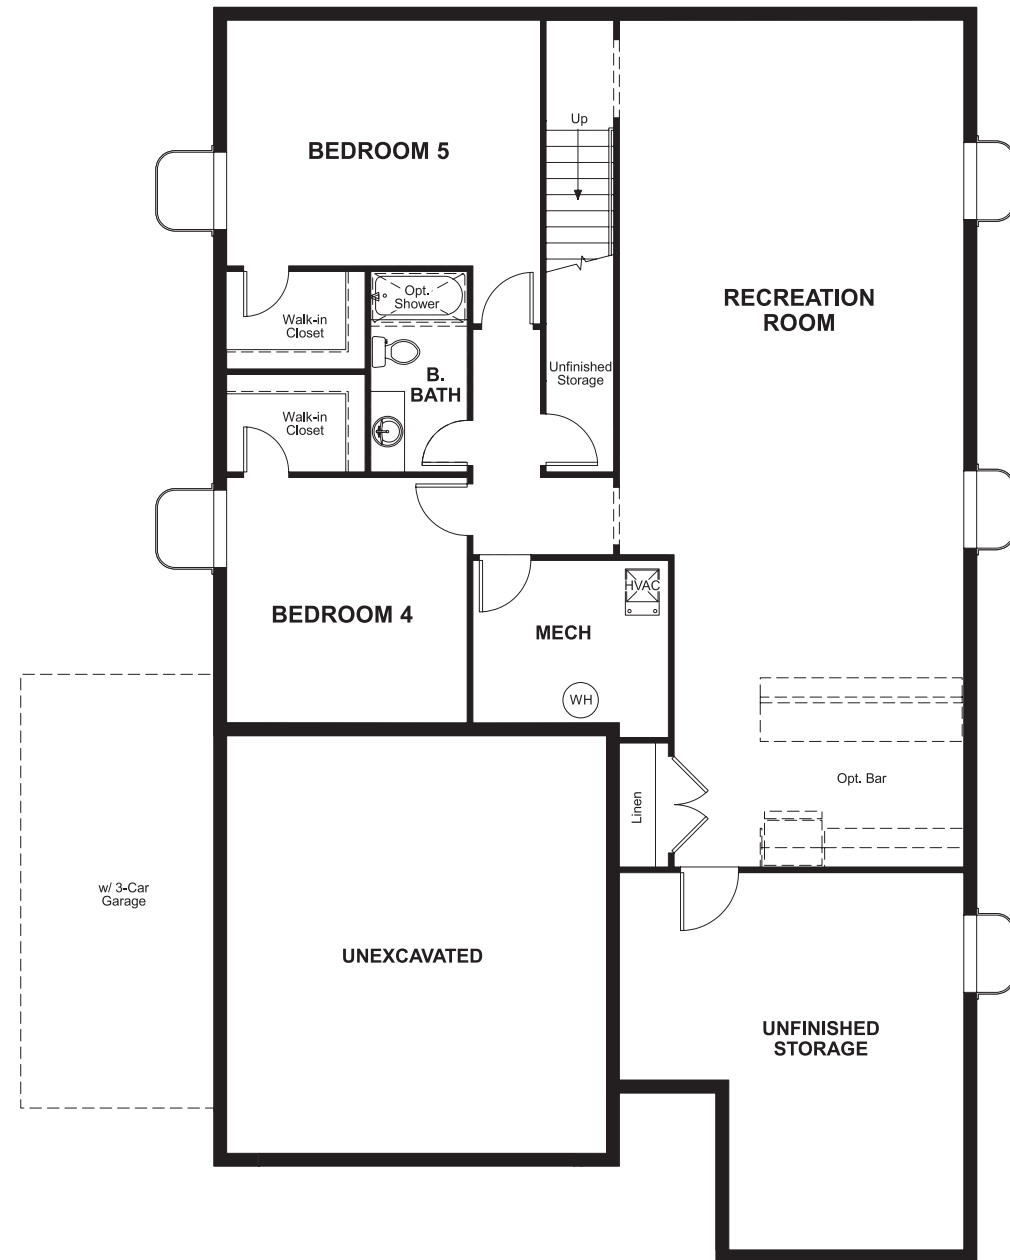 Up
BEDROOM 5
Opt.
Shower
Walk-in
Closet
RECREATION
ROOM
Unfinished
Storage
B.
BATH
Walk-in
Closet
HVAC
BEDROOM 4
MECH
WH
Opt. Bar
Linen
w/ 3-Car
Garage
UNEXCAVATED
UNFINISHED
STORAGE